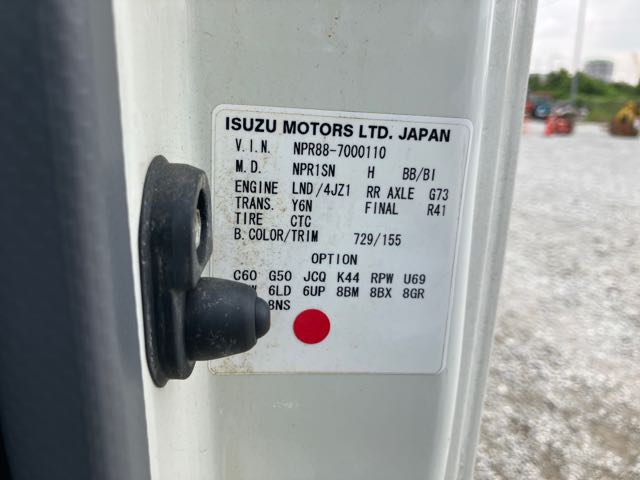 ISUZU MOTORS LTD. JAPAN
V.I.N. NPR88-7000110
M.D. NPR1SN H BB/BI
ENGINE LND/4JZ1 RR AXLE G73
TRANS. Y6N FINAL R41
TIRE CTC
B.COLOR/TRIM 729/155
OPTION
C60 G50 JCQ K44 RPW U69
6LD 6UP 8BM 8BX 8GR
8NS